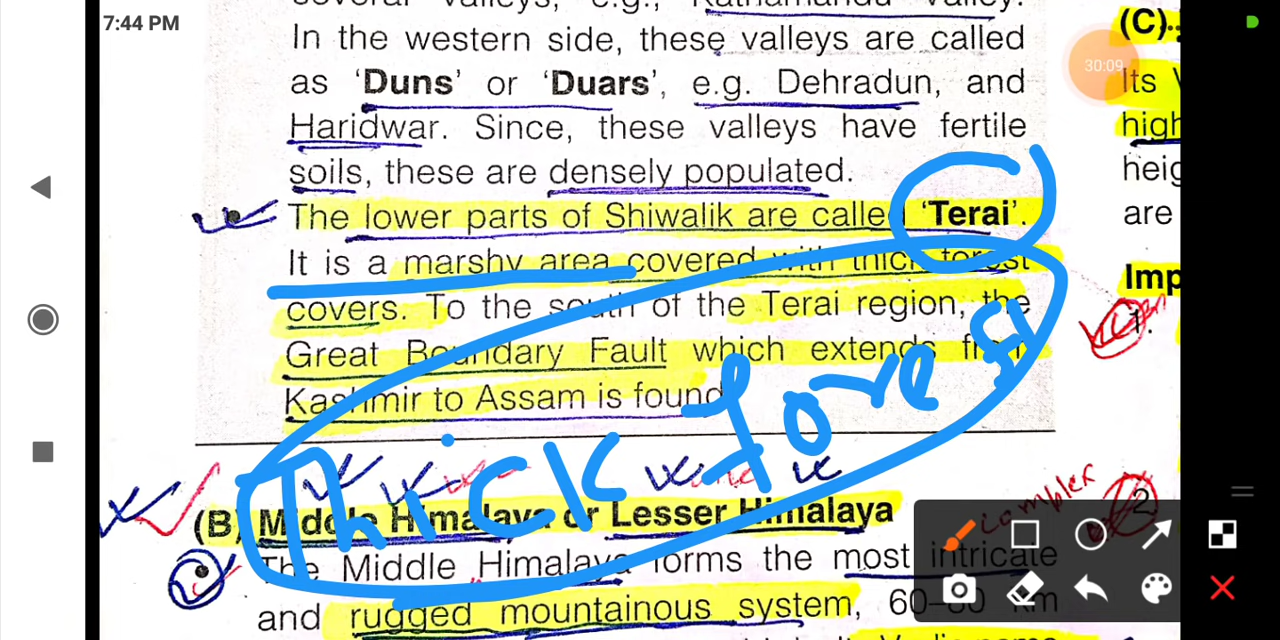 7:44 PM
several valleys, e.g., Kathamandu valley.
In the western side, these valleys are called
as ‘Duns’ or ‘Duars’, e.g. Dehradun, and
Haridwar. Since, these valleys have fertile
soils, these are densely populated.
The lower parts of Shiwalik are called ‘Terai’.
It is a marshy area covered with thick forest
covers. To the south of the Terai region, the
Great Boundary Fault which extends from
Kashmir to Assam is found
Thick forest
(B) Middle Himalaya or Lesser Himalaya
The Middle Himalaya forms the most intricate
and rugged mountainous system, 60–80 km
complex
2
(C)
30:09
Its
high
heig
are
Imp
1.